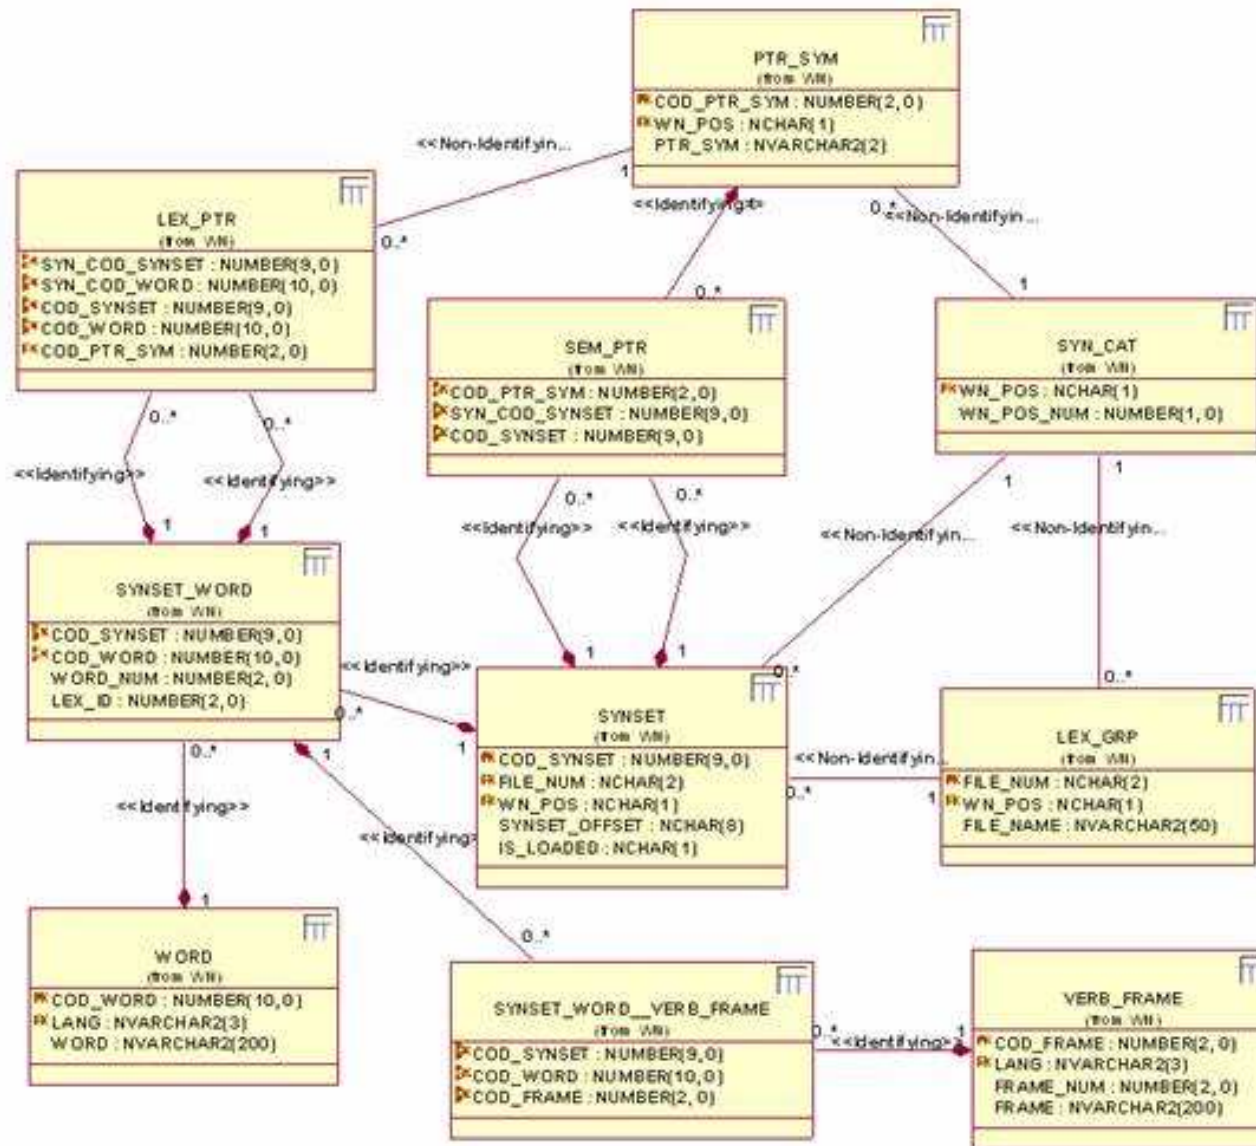 PTR_SYM
(from WN)
COD_PTR_SYM : NUMBER(2,0)
WN_POS : NCHAR(1)
PTR_SYM : NVARCHAR2(2)
<<Non-Identifyin...
1
0..*
<<Identifying>>
1
0..*
<<Non-Identifyin...
LEX_PTR
(from WN)
SYN_COD_SYNSET : NUMBER(9,0)
SYN_COD_WORD : NUMBER(10,0)
COD_SYNSET : NUMBER(9,0)
COD_WORD : NUMBER(10,0)
COD_PTR_SYM : NUMBER(2,0)
0..*
1
SEM_PTR
(from WN)
COD_PTR_SYM : NUMBER(2,0)
SYN_COD_SYNSET : NUMBER(9,0)
COD_SYNSET : NUMBER(9,0)
SYN_CAT
(from WN)
WN_POS : NCHAR(1)
WN_POS_NUM : NUMBER(1,0)
0..*
0..*
<<Identifying>>
<<Identifying>>
1
1
0..*
0..*
<<Identifying>>
<<Identifying>>
1
1
1
1
<<Non-Identifyin...
<<Non-Identifyin...
0..*
0..*
SYNSET_WORD
(from WN)
COD_SYNSET : NUMBER(9,0)
COD_WORD : NUMBER(10,0)
WORD_NUM : NUMBER(2,0)
LEX_ID : NUMBER(2,0)
<<Identifying>>
0..*
1
SYNSET
(from WN)
COD_SYNSET : NUMBER(9,0)
FILE_NUM : NCHAR(2)
WN_POS : NCHAR(1)
SYNSET_OFFSET : NCHAR(8)
IS_LOADED : NCHAR(1)
<<Non-Identifyin...
0..*
1
LEX_GRP
(from WN)
FILE_NUM : NCHAR(2)
WN_POS : NCHAR(1)
FILE_NAME : NVARCHAR2(50)
0..*
<<Identifying>>
1
1
<<Identifying>
0..*
WORD
(from WN)
COD_WORD : NUMBER(10,0)
LANG : NVARCHAR2(3)
WORD : NVARCHAR2(200)
SYNSET_WORD__VERB_FRAME
(from WN)
COD_SYNSET : NUMBER(9,0)
COD_WORD : NUMBER(10,0)
COD_FRAME : NUMBER(2,0)
0..*
<<Identifying>>
1
VERB_FRAME
(from WN)
COD_FRAME : NUMBER(2,0)
LANG : NVARCHAR2(3)
FRAME_NUM : NUMBER(2,0)
FRAME : NVARCHAR2(200)